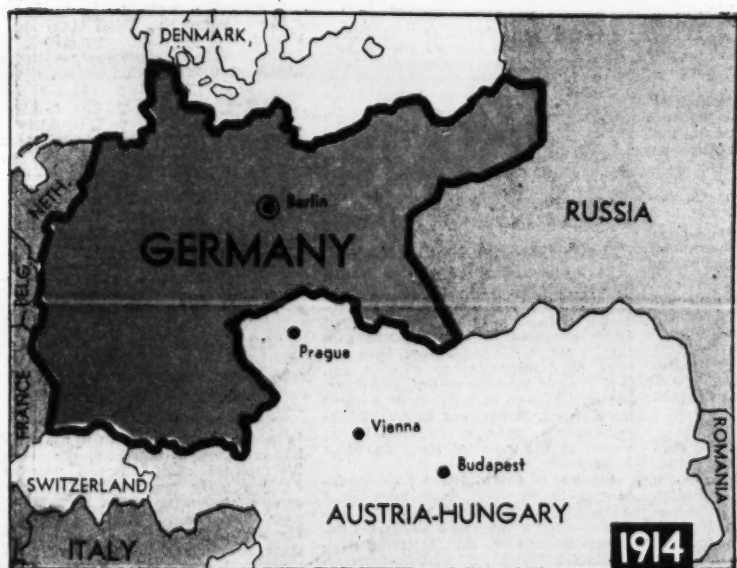 DENMARK
NETH.
Berlin
RUSSIA
GERMANY
BELG.
Prague
FRANCE
Vienna
ROMANIA
Budapest
SWITZERLAND
AUSTRIA-HUNGARY
ITALY
1914